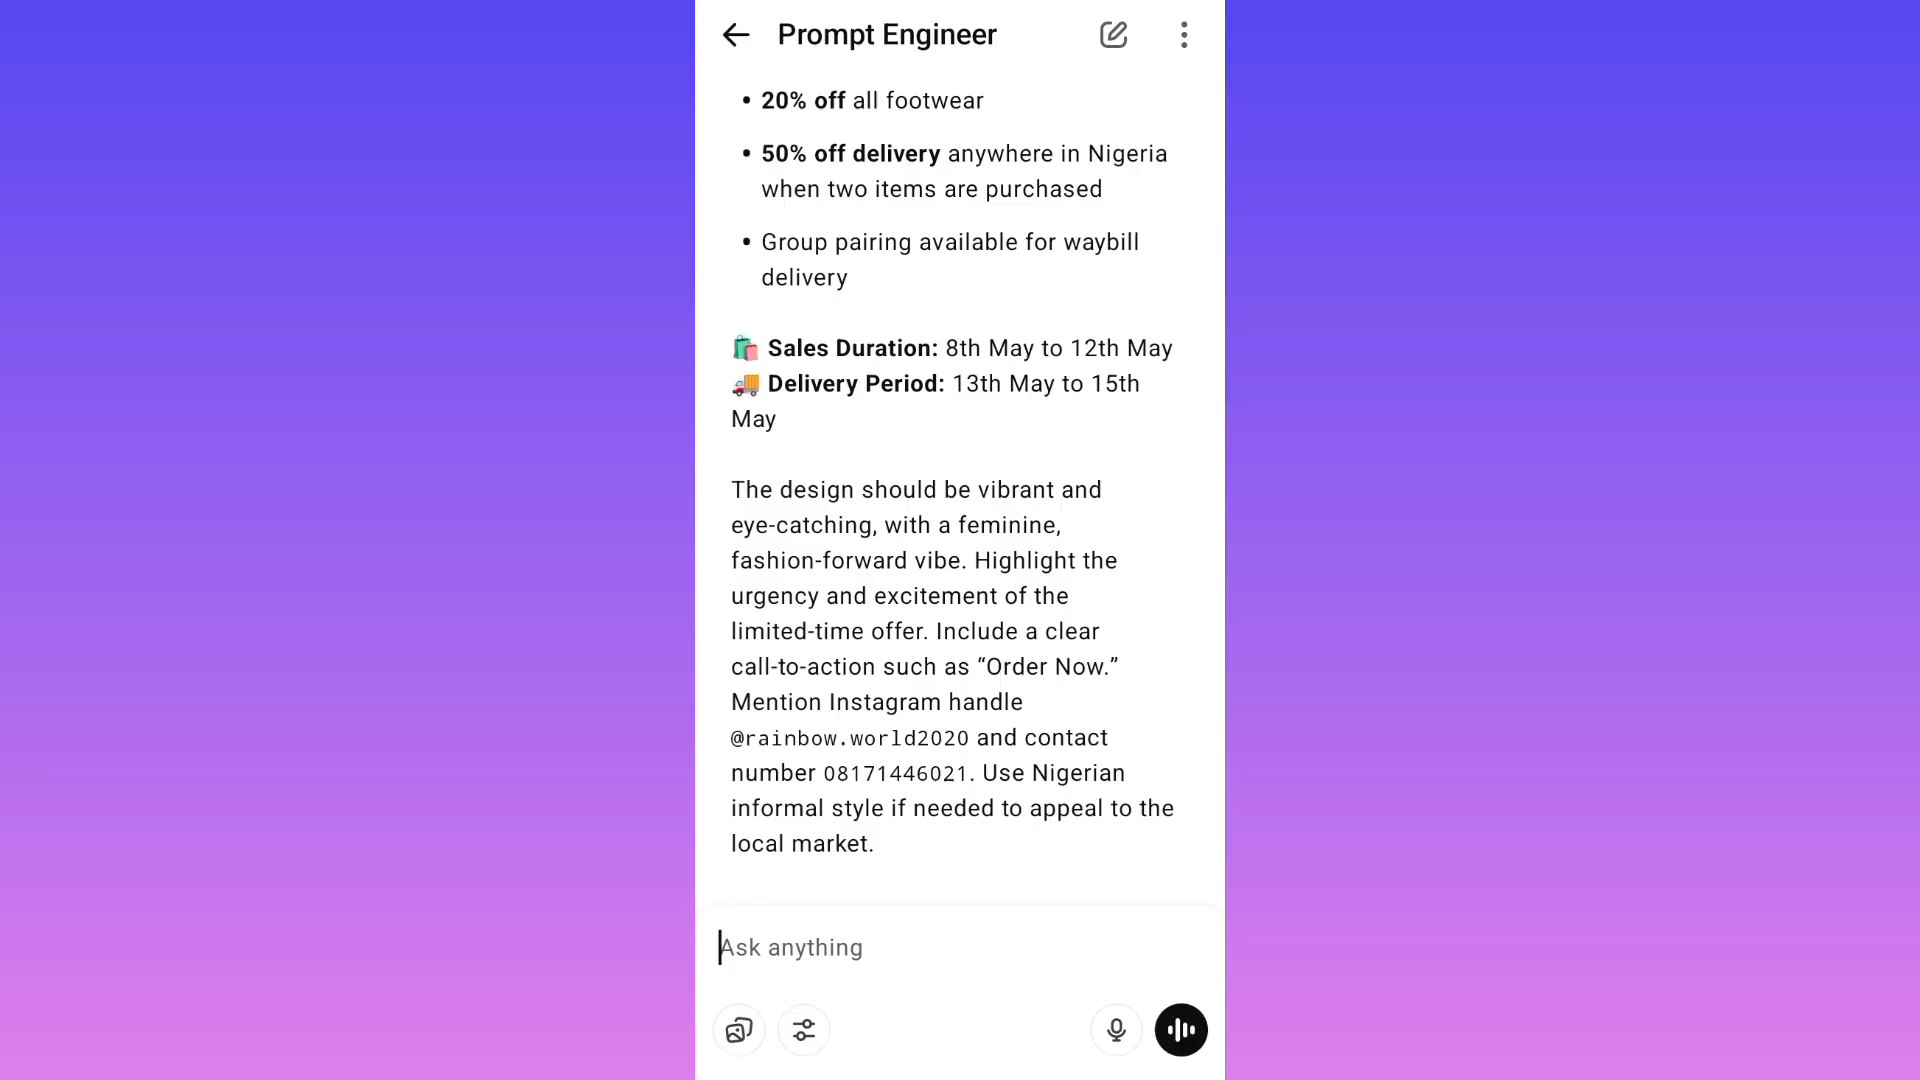 Prompt Engineer
• 20% off all footwear
• 50% off delivery anywhere in Nigeria
when two items are purchased
• Group pairing available for waybill
delivery
🛍️ Sales Duration: 8th May to 12th May
🚚 Delivery Period: 13th May to 15th
May
The design should be vibrant and
eye-catching, with a feminine,
fashion-forward vibe. Highlight the
urgency and excitement of the
limited-time offer. Include a clear
call-to-action such as “Order Now.”
Mention Instagram handle
@rainbow.world2020 and contact
number 08171446021. Use Nigerian
informal style if needed to appeal to the
local market.
Ask anything